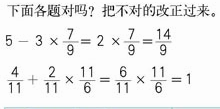 下面各题对吗？把不对的改正过来。
5 − 3 × 7/9 = 2 × 7/9 = 14/9
4/11 + 2/11 × 11/6 = 6/11 × 11/6 = 1